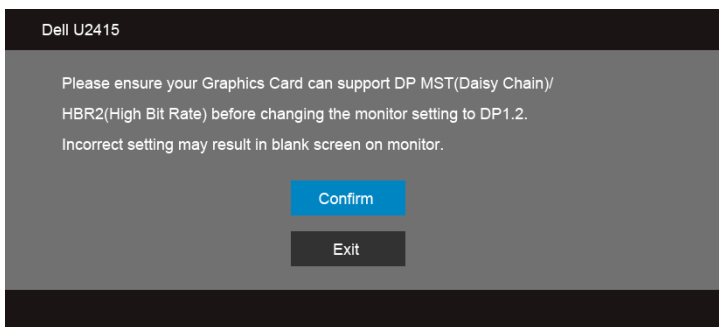 Dell U2415
Please ensure your Graphics Card can support DP MST(Daisy Chain)/
HBR2(High Bit Rate) before changing the monitor setting to DP1.2.
Incorrect setting may result in blank screen on monitor.
Confirm
Exit